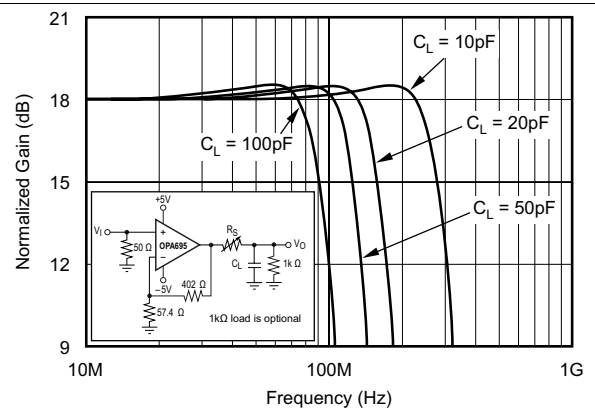 21
18
15
12
9
Normalized Gain (dB)
C_L = 10pF
C_L = 20pF
C_L = 100pF
C_L = 50pF
+5V
V_I
50 Ω
+
OPA695
−
R_S
V_O
C_L
1k Ω
−5V
402 Ω
57.4 Ω
1kΩ load is optional
10M
100M
1G
Frequency (Hz)